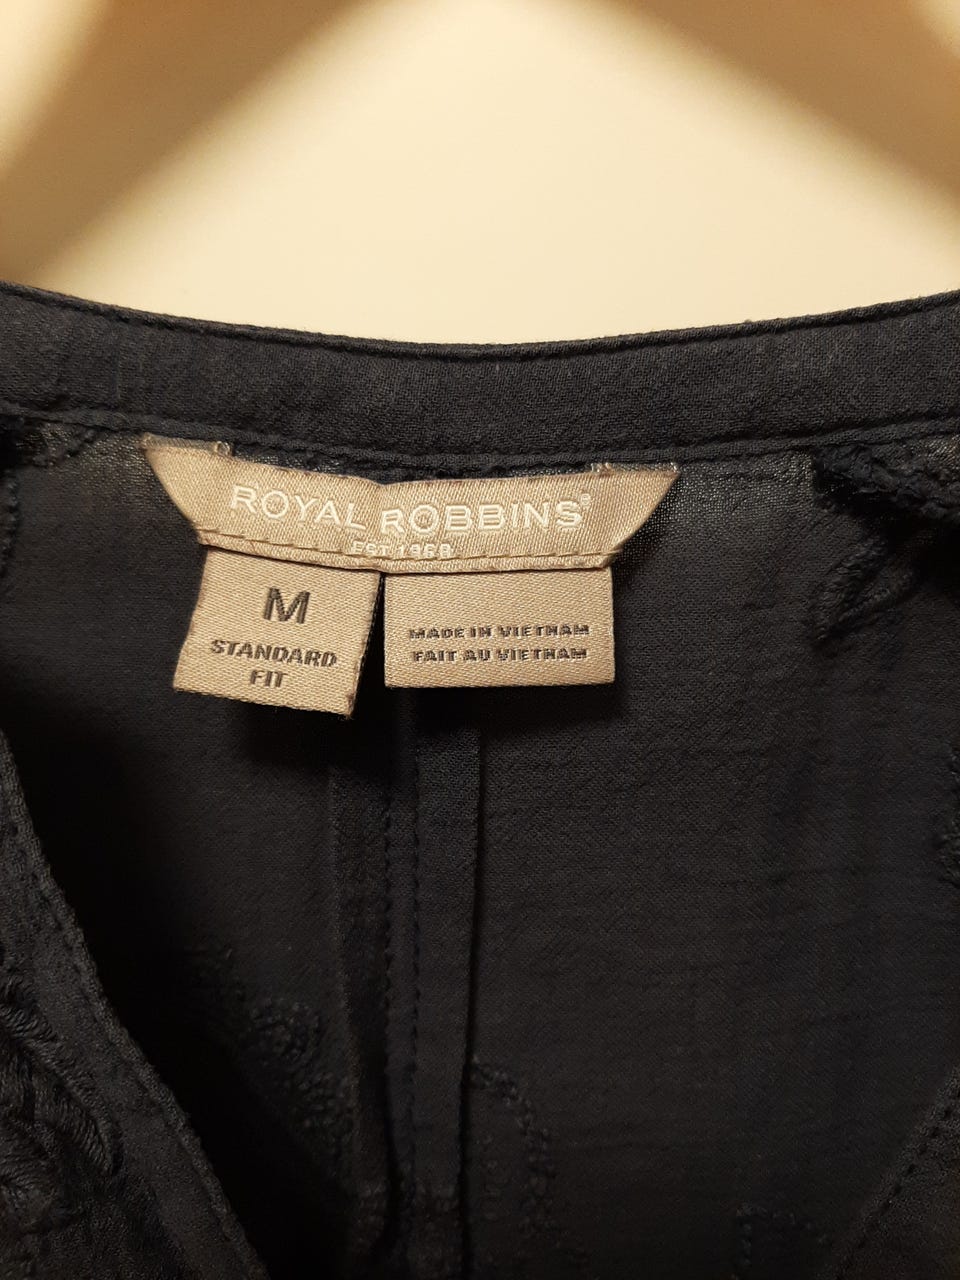 ROYAL ROBBINS®
EST 1968
M
STANDARD
FIT
MADE IN VIETNAM
FAIT AU VIETNAM